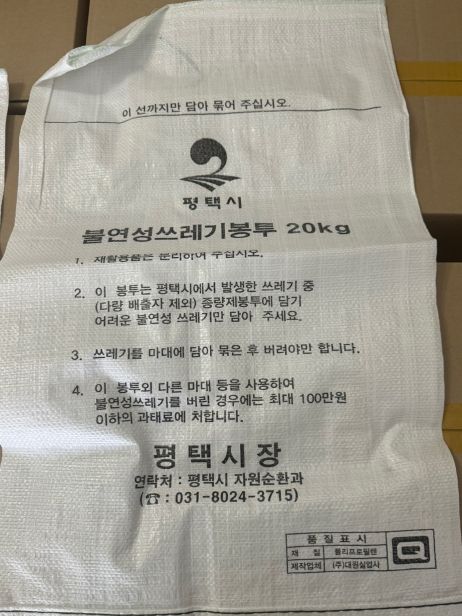 이 선까지만 담아 묶어 주십시오.
평택시
불연성쓰레기봉투 20kg
1. 재활용품은 분리하여 주십시오.
2. 이 봉투는 평택시에서 발생한 쓰레기 중
(다량 배출자 제외) 종량제봉투에 담기
어려운 불연성 쓰레기만 담아 주세요.
3. 쓰레기를 마대에 담아 묶은 후 버려야만 합니다.
4. 이 봉투외 다른 마대 등을 사용하여
불연성쓰레기를 버린 경우에는 최대 100만원
이하의 과태료에 처합니다.
평택시장
연락처 : 평택시 자원순환과
(☎ : 031-8024-3715)
품질표시
재 질 폴리프로필렌
제작업체 (주)대원실업사
Q